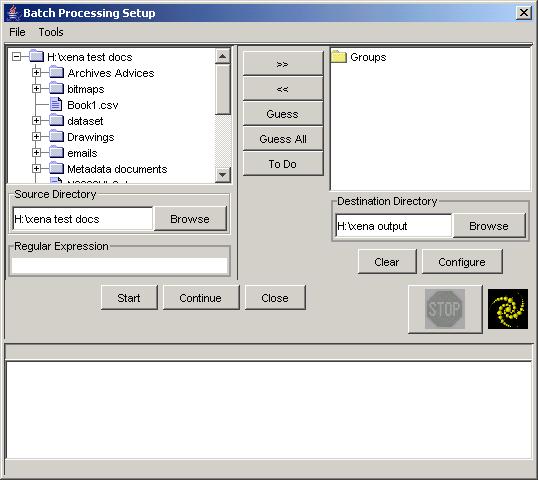 Batch Processing Setup
File Tools
H:\xena test docs
Archives Advices
bitmaps
Book1.csv
dataset
Drawings
emails
Metadata documents
Source Directory
H:\xena test docs Browse
Regular Expression
>>
<<
Guess
Guess All
To Do
Groups
Destination Directory
H:\xena output Browse
Clear Configure
Start Continue Close
STOP